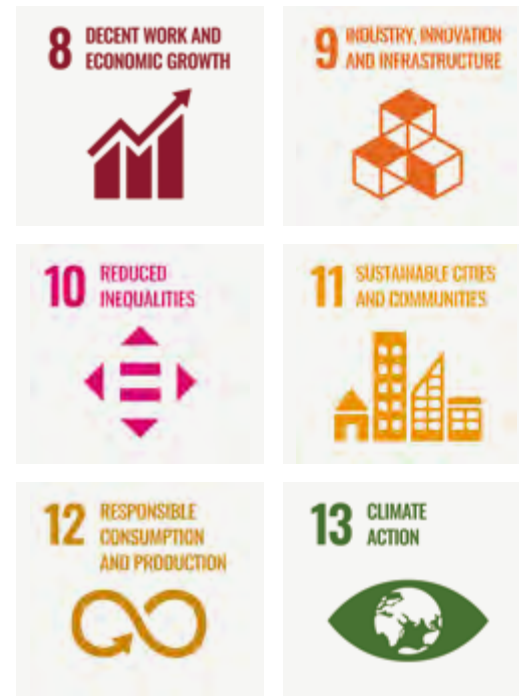 8 DECENT WORK AND
ECONOMIC GROWTH
9 INDUSTRY, INNOVATION
AND INFRASTRUCTURE
10 REDUCED
INEQUALITIES
11 SUSTAINABLE CITIES
AND COMMUNITIES
12 RESPONSIBLE
CONSUMPTION
AND PRODUCTION
13 CLIMATE
ACTION